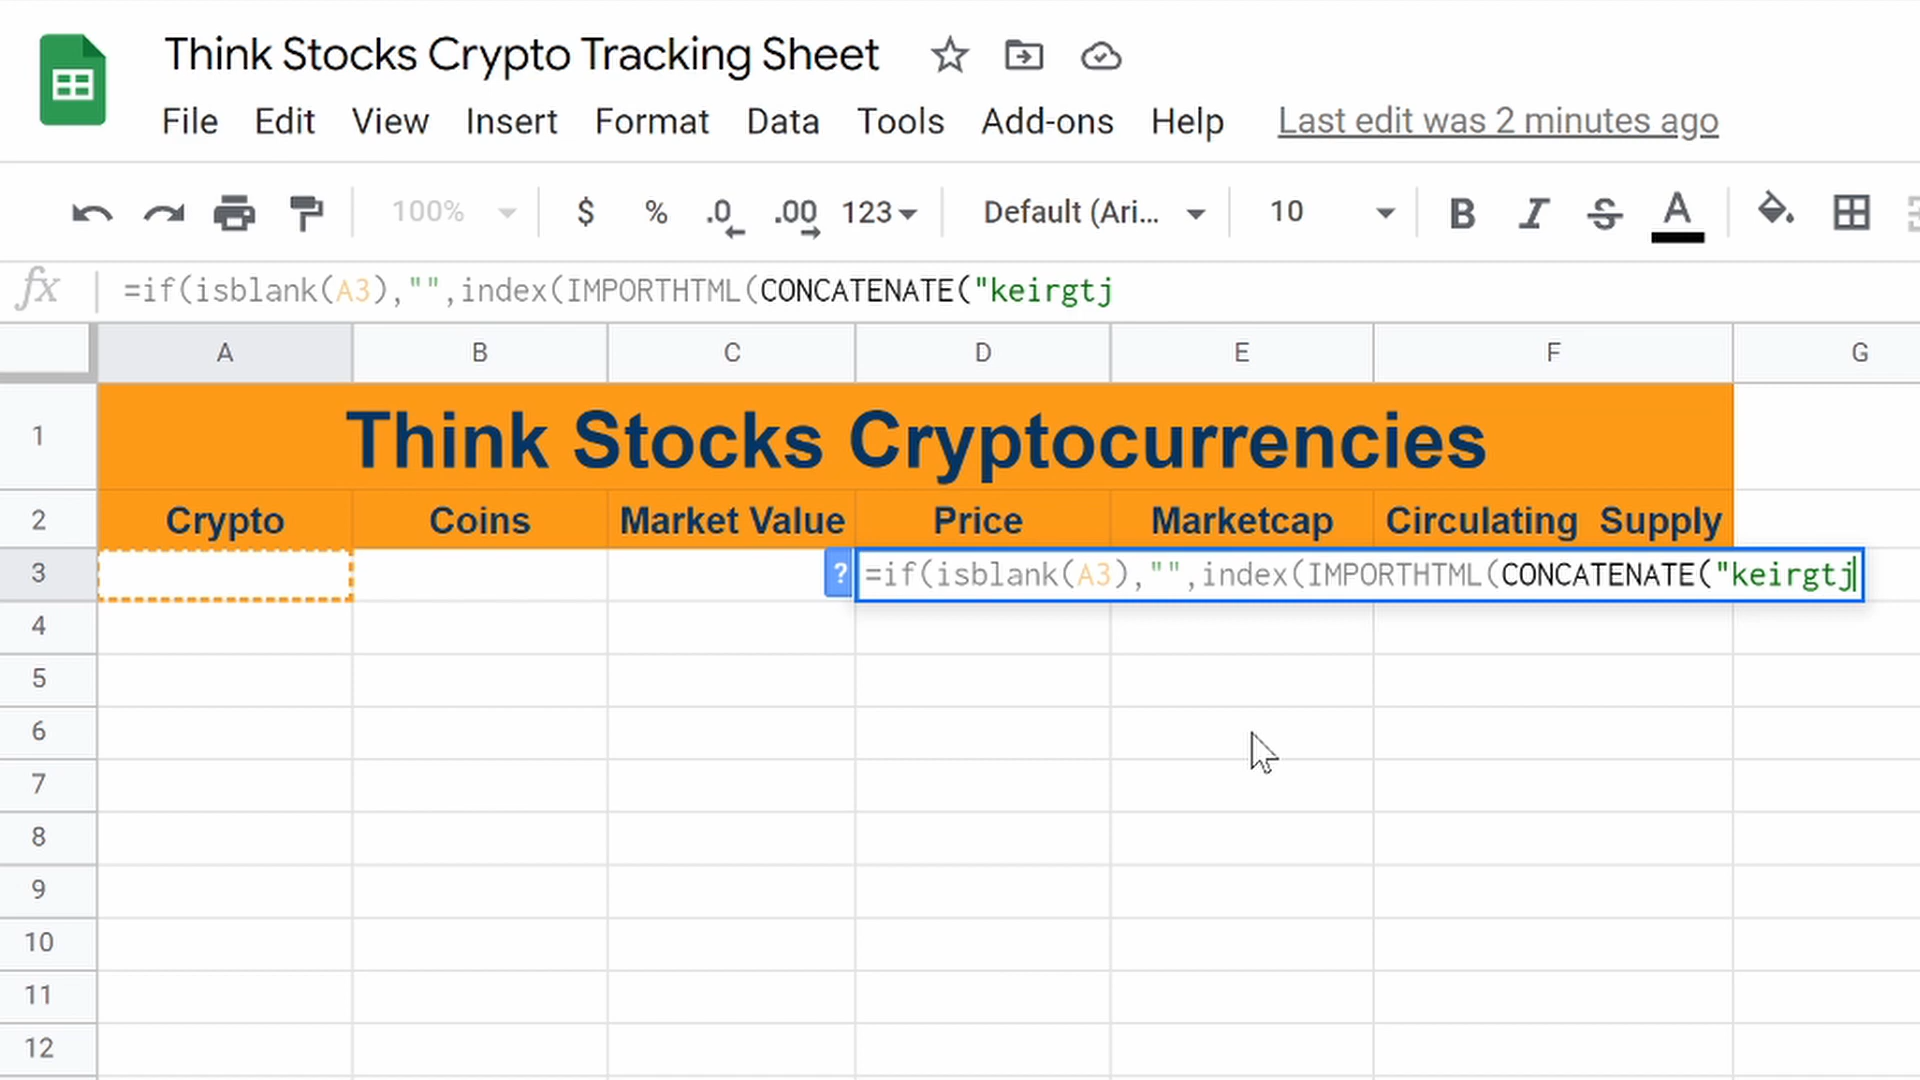 Think Stocks Crypto Tracking Sheet
File Edit View Insert Format Data Tools Add-ons Help Last edit was 2 minutes ago
100% $ % .0 .00 123 Default (Ari... 10 B I S A
fx =if(isblank(A3),"",index(IMPORTHTML(CONCATENATE("keirgtj
A B C D E F G
1 Think Stocks Cryptocurrencies
2 Crypto Coins Market Value Price Marketcap Circulating Supply
3 ? =if(isblank(A3),"",index(IMPORTHTML(CONCATENATE("keirgtj
4
5
6
7
8
9
10
11
12